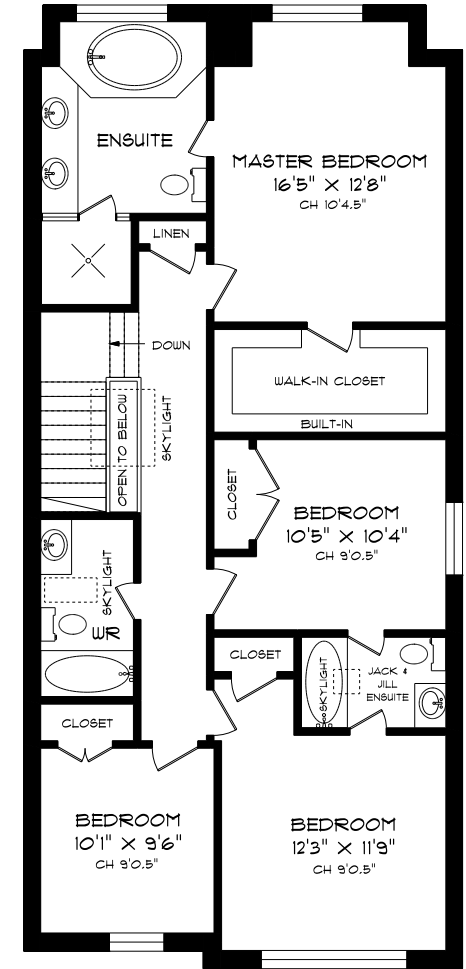 ENSUITE
MASTER BEDROOM
16'5" X 12'8"
CH 10'4.5"
LINEN
DOWN
WALK-IN CLOSET
BUILT-IN
OPEN TO BELOW
SKYLIGHT
CLOSET
BEDROOM
10'5" X 10'4"
CH 9'0.5"
SKYLIGHT
WR
CLOSET
SKYLIGHT
JACK &
JILL
ENSUITE
CLOSET
BEDROOM
10'1" X 9'6"
CH 9'0.5"
BEDROOM
12'3" X 11'9"
CH 9'0.5"